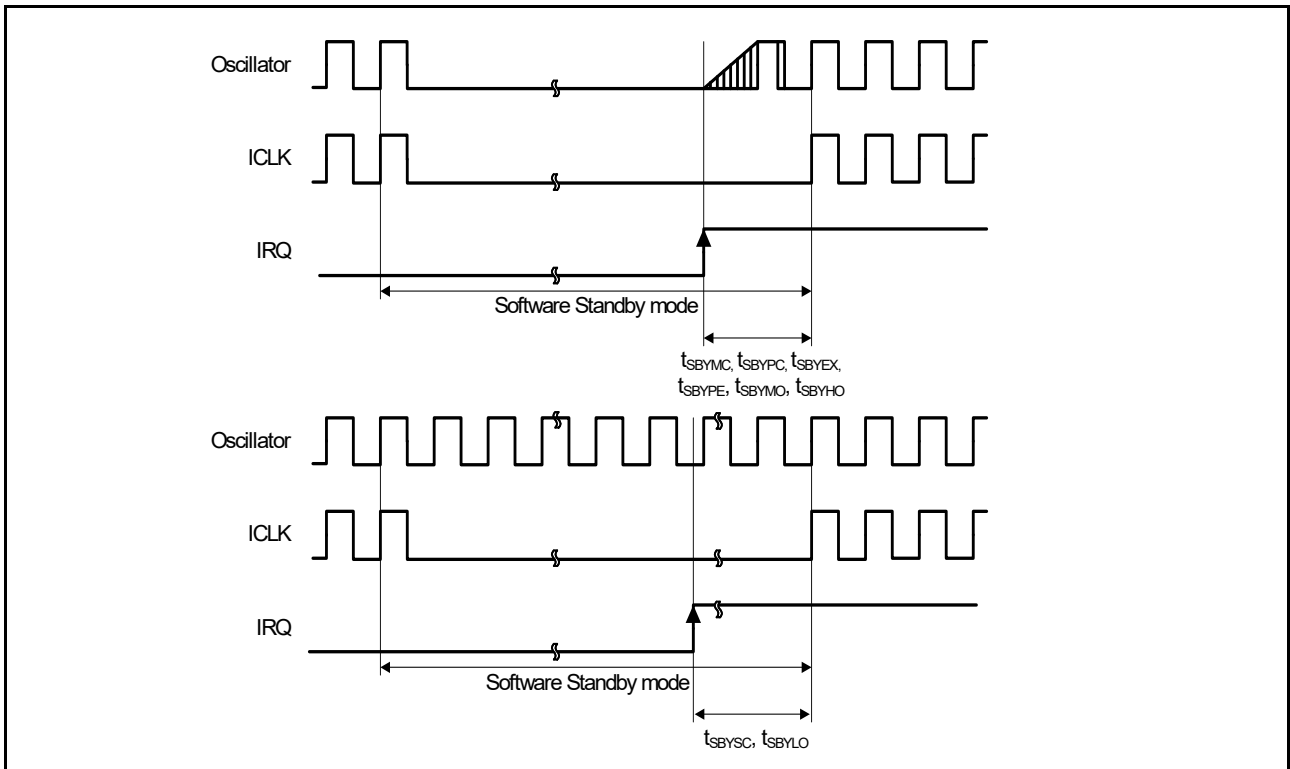 Oscillator
ICLK
IRQ
Software Standby mode
tSBYMC, tSBYPC, tSBYEX,
tSBYPE, tSBYMO, tSBYHO
Oscillator
ICLK
IRQ
Software Standby mode
tSBYSC, tSBYLO